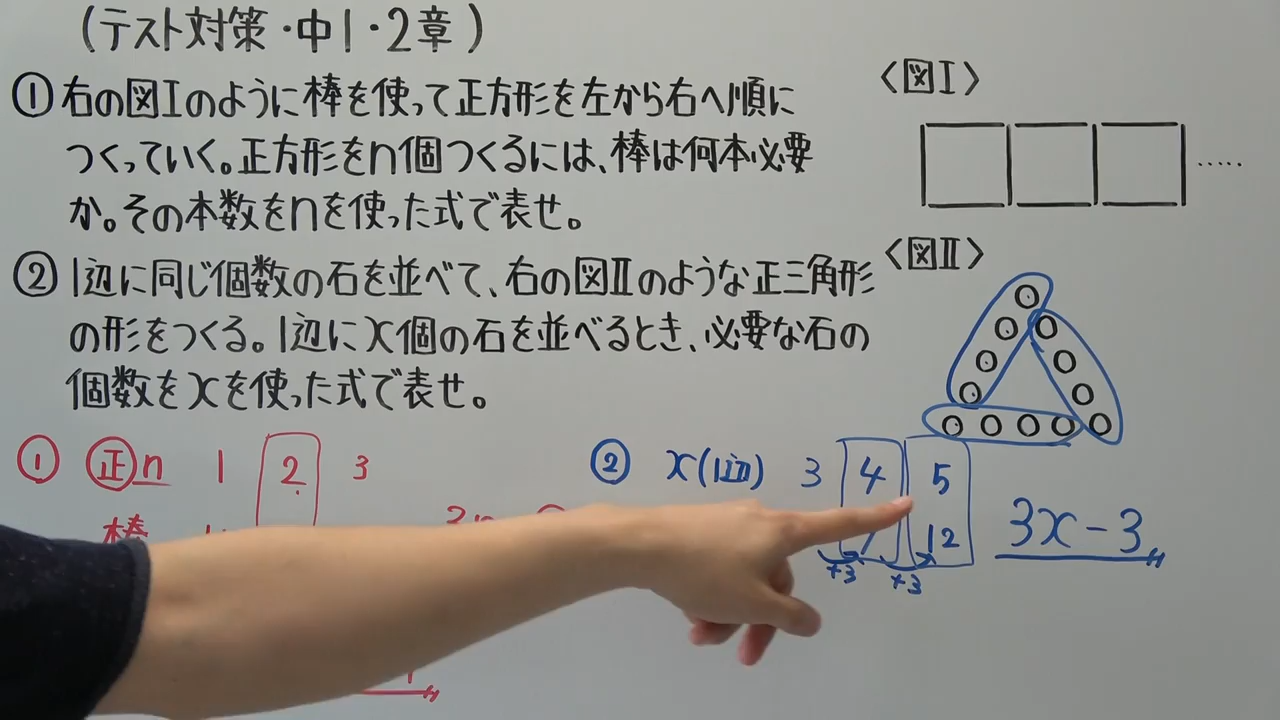 (テスト対策・中1・2章)
① 右の図Ⅰのように棒を使って正方形を左から右へ順に
つくっていく。正方形をn個つくるには、棒は何本必要
か。その本数をnを使った式で表せ。
② 1辺に同じ個数の石を並べて、右の図Ⅱのような正三角形
の形をつくる。1辺にx個の石を並べるとき、必要な石の
個数をxを使った式で表せ。
〈図Ⅰ〉
……
〈図Ⅱ〉
① 正n 1 2 3
棒
② x(1辺) 3 4 5
12
+3 +3
3x-3